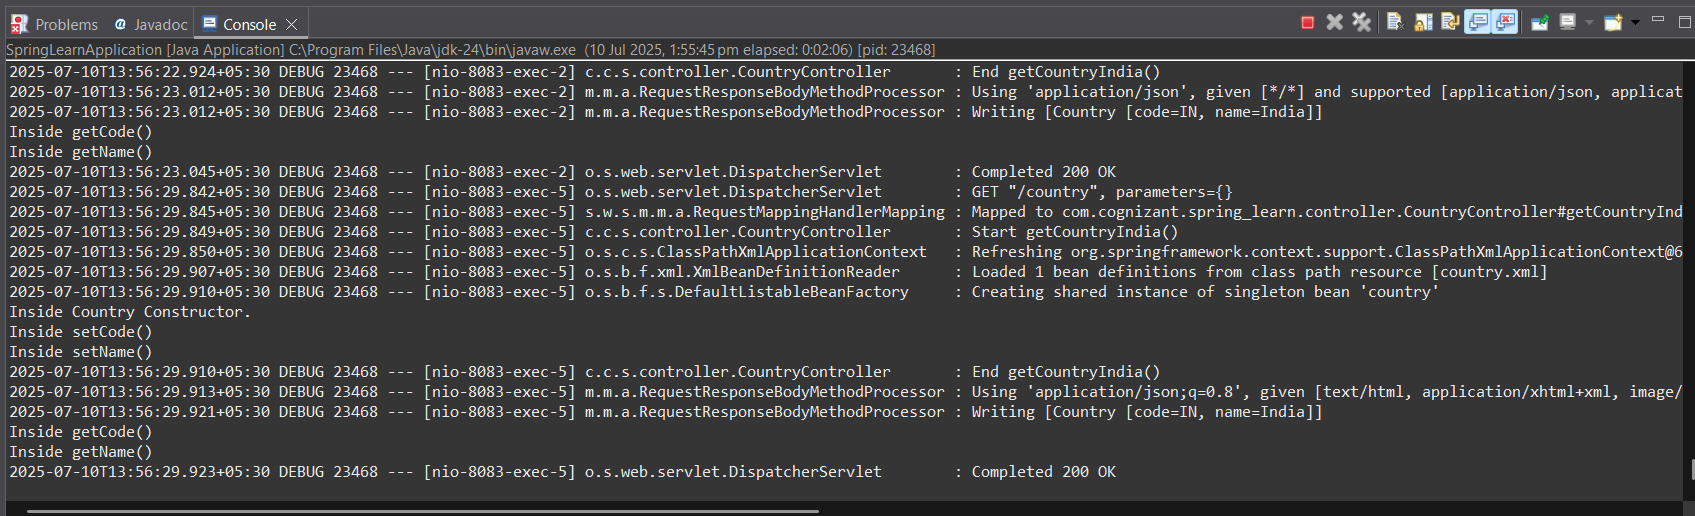 Problems @ Javadoc Console
SpringLearnApplication [Java Application] C:\Program Files\Java\jdk-24\bin\javaw.exe (10 Jul 2025, 1:55:45 pm elapsed: 0:02:06) [pid: 23468]
2025-07-10T13:56:22.924+05:30 DEBUG 23468 --- [nio-8083-exec-2] c.c.s.controller.CountryController : End getCountryIndia()
2025-07-10T13:56:23.012+05:30 DEBUG 23468 --- [nio-8083-exec-2] m.m.a.RequestResponseBodyMethodProcessor : Using 'application/json', given [*/*] and supported [application/json, applicat
2025-07-10T13:56:23.012+05:30 DEBUG 23468 --- [nio-8083-exec-2] m.m.a.RequestResponseBodyMethodProcessor : Writing [Country [code=IN, name=India]]
Inside getCode()
Inside getName()
2025-07-10T13:56:23.045+05:30 DEBUG 23468 --- [nio-8083-exec-2] o.s.web.servlet.DispatcherServlet : Completed 200 OK
2025-07-10T13:56:29.842+05:30 DEBUG 23468 --- [nio-8083-exec-5] o.s.web.servlet.DispatcherServlet : GET "/country", parameters={}
2025-07-10T13:56:29.845+05:30 DEBUG 23468 --- [nio-8083-exec-5] s.w.s.m.m.a.RequestMappingHandlerMapping : Mapped to com.cognizant.spring_learn.controller.CountryController#getCountryInd
2025-07-10T13:56:29.849+05:30 DEBUG 23468 --- [nio-8083-exec-5] c.c.s.controller.CountryController : Start getCountryIndia()
2025-07-10T13:56:29.850+05:30 DEBUG 23468 --- [nio-8083-exec-5] o.s.c.s.ClassPathXmlApplicationContext : Refreshing org.springframework.context.support.ClassPathXmlApplicationContext@6
2025-07-10T13:56:29.907+05:30 DEBUG 23468 --- [nio-8083-exec-5] o.s.b.f.xml.XmlBeanDefinitionReader : Loaded 1 bean definitions from class path resource [country.xml]
2025-07-10T13:56:29.910+05:30 DEBUG 23468 --- [nio-8083-exec-5] o.s.b.f.s.DefaultListableBeanFactory : Creating shared instance of singleton bean 'country'
Inside Country Constructor.
Inside setCode()
Inside setName()
2025-07-10T13:56:29.910+05:30 DEBUG 23468 --- [nio-8083-exec-5] c.c.s.controller.CountryController : End getCountryIndia()
2025-07-10T13:56:29.913+05:30 DEBUG 23468 --- [nio-8083-exec-5] m.m.a.RequestResponseBodyMethodProcessor : Using 'application/json;q=0.8', given [text/html, application/xhtml+xml, image/
2025-07-10T13:56:29.921+05:30 DEBUG 23468 --- [nio-8083-exec-5] m.m.a.RequestResponseBodyMethodProcessor : Writing [Country [code=IN, name=India]]
Inside getCode()
Inside getName()
2025-07-10T13:56:29.923+05:30 DEBUG 23468 --- [nio-8083-exec-5] o.s.web.servlet.DispatcherServlet : Completed 200 OK